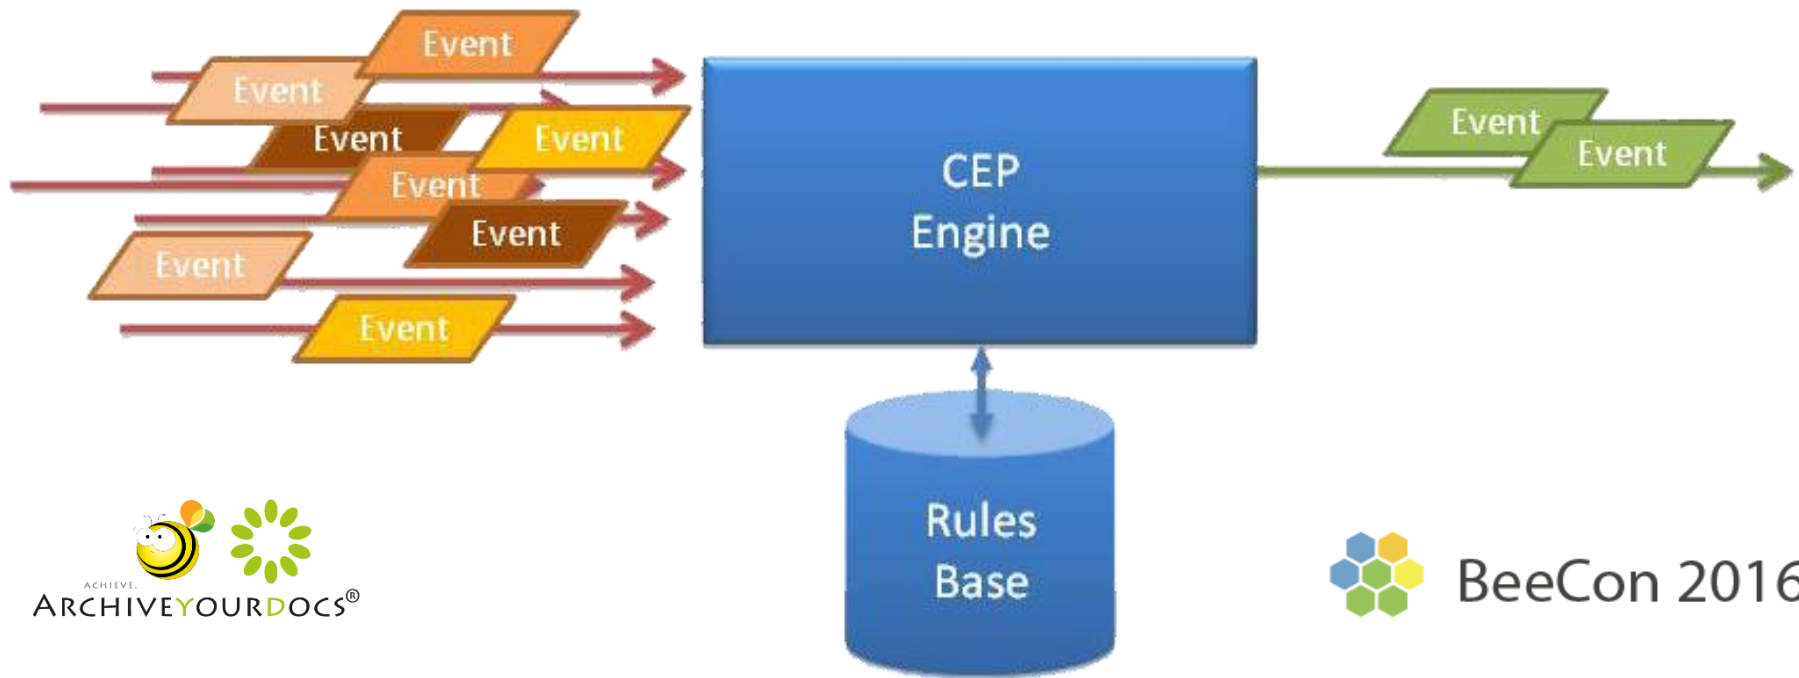 Event
Event
Event
Event
Event
Event
Event
Event
CEP
Engine
Event
Event
Rules
Base
ACHIEVE.
ARCHIVEYOURDOCS®
BeeCon 2016